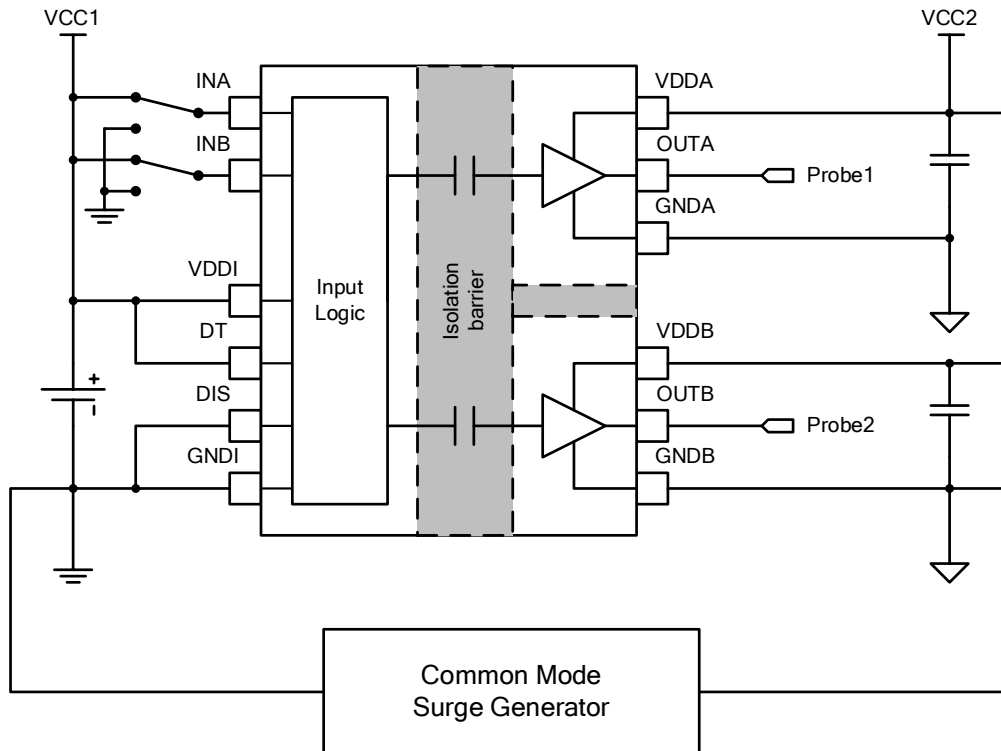 VCC1
VCC2
INA
VDDA
INB
OUTA
Probe1
GNDA
VDDI
Input
Logic
Isolation
barrier
DT
VDDB
+
DIS
OUTB
Probe2
GNDI
GNDB
Common Mode
Surge Generator